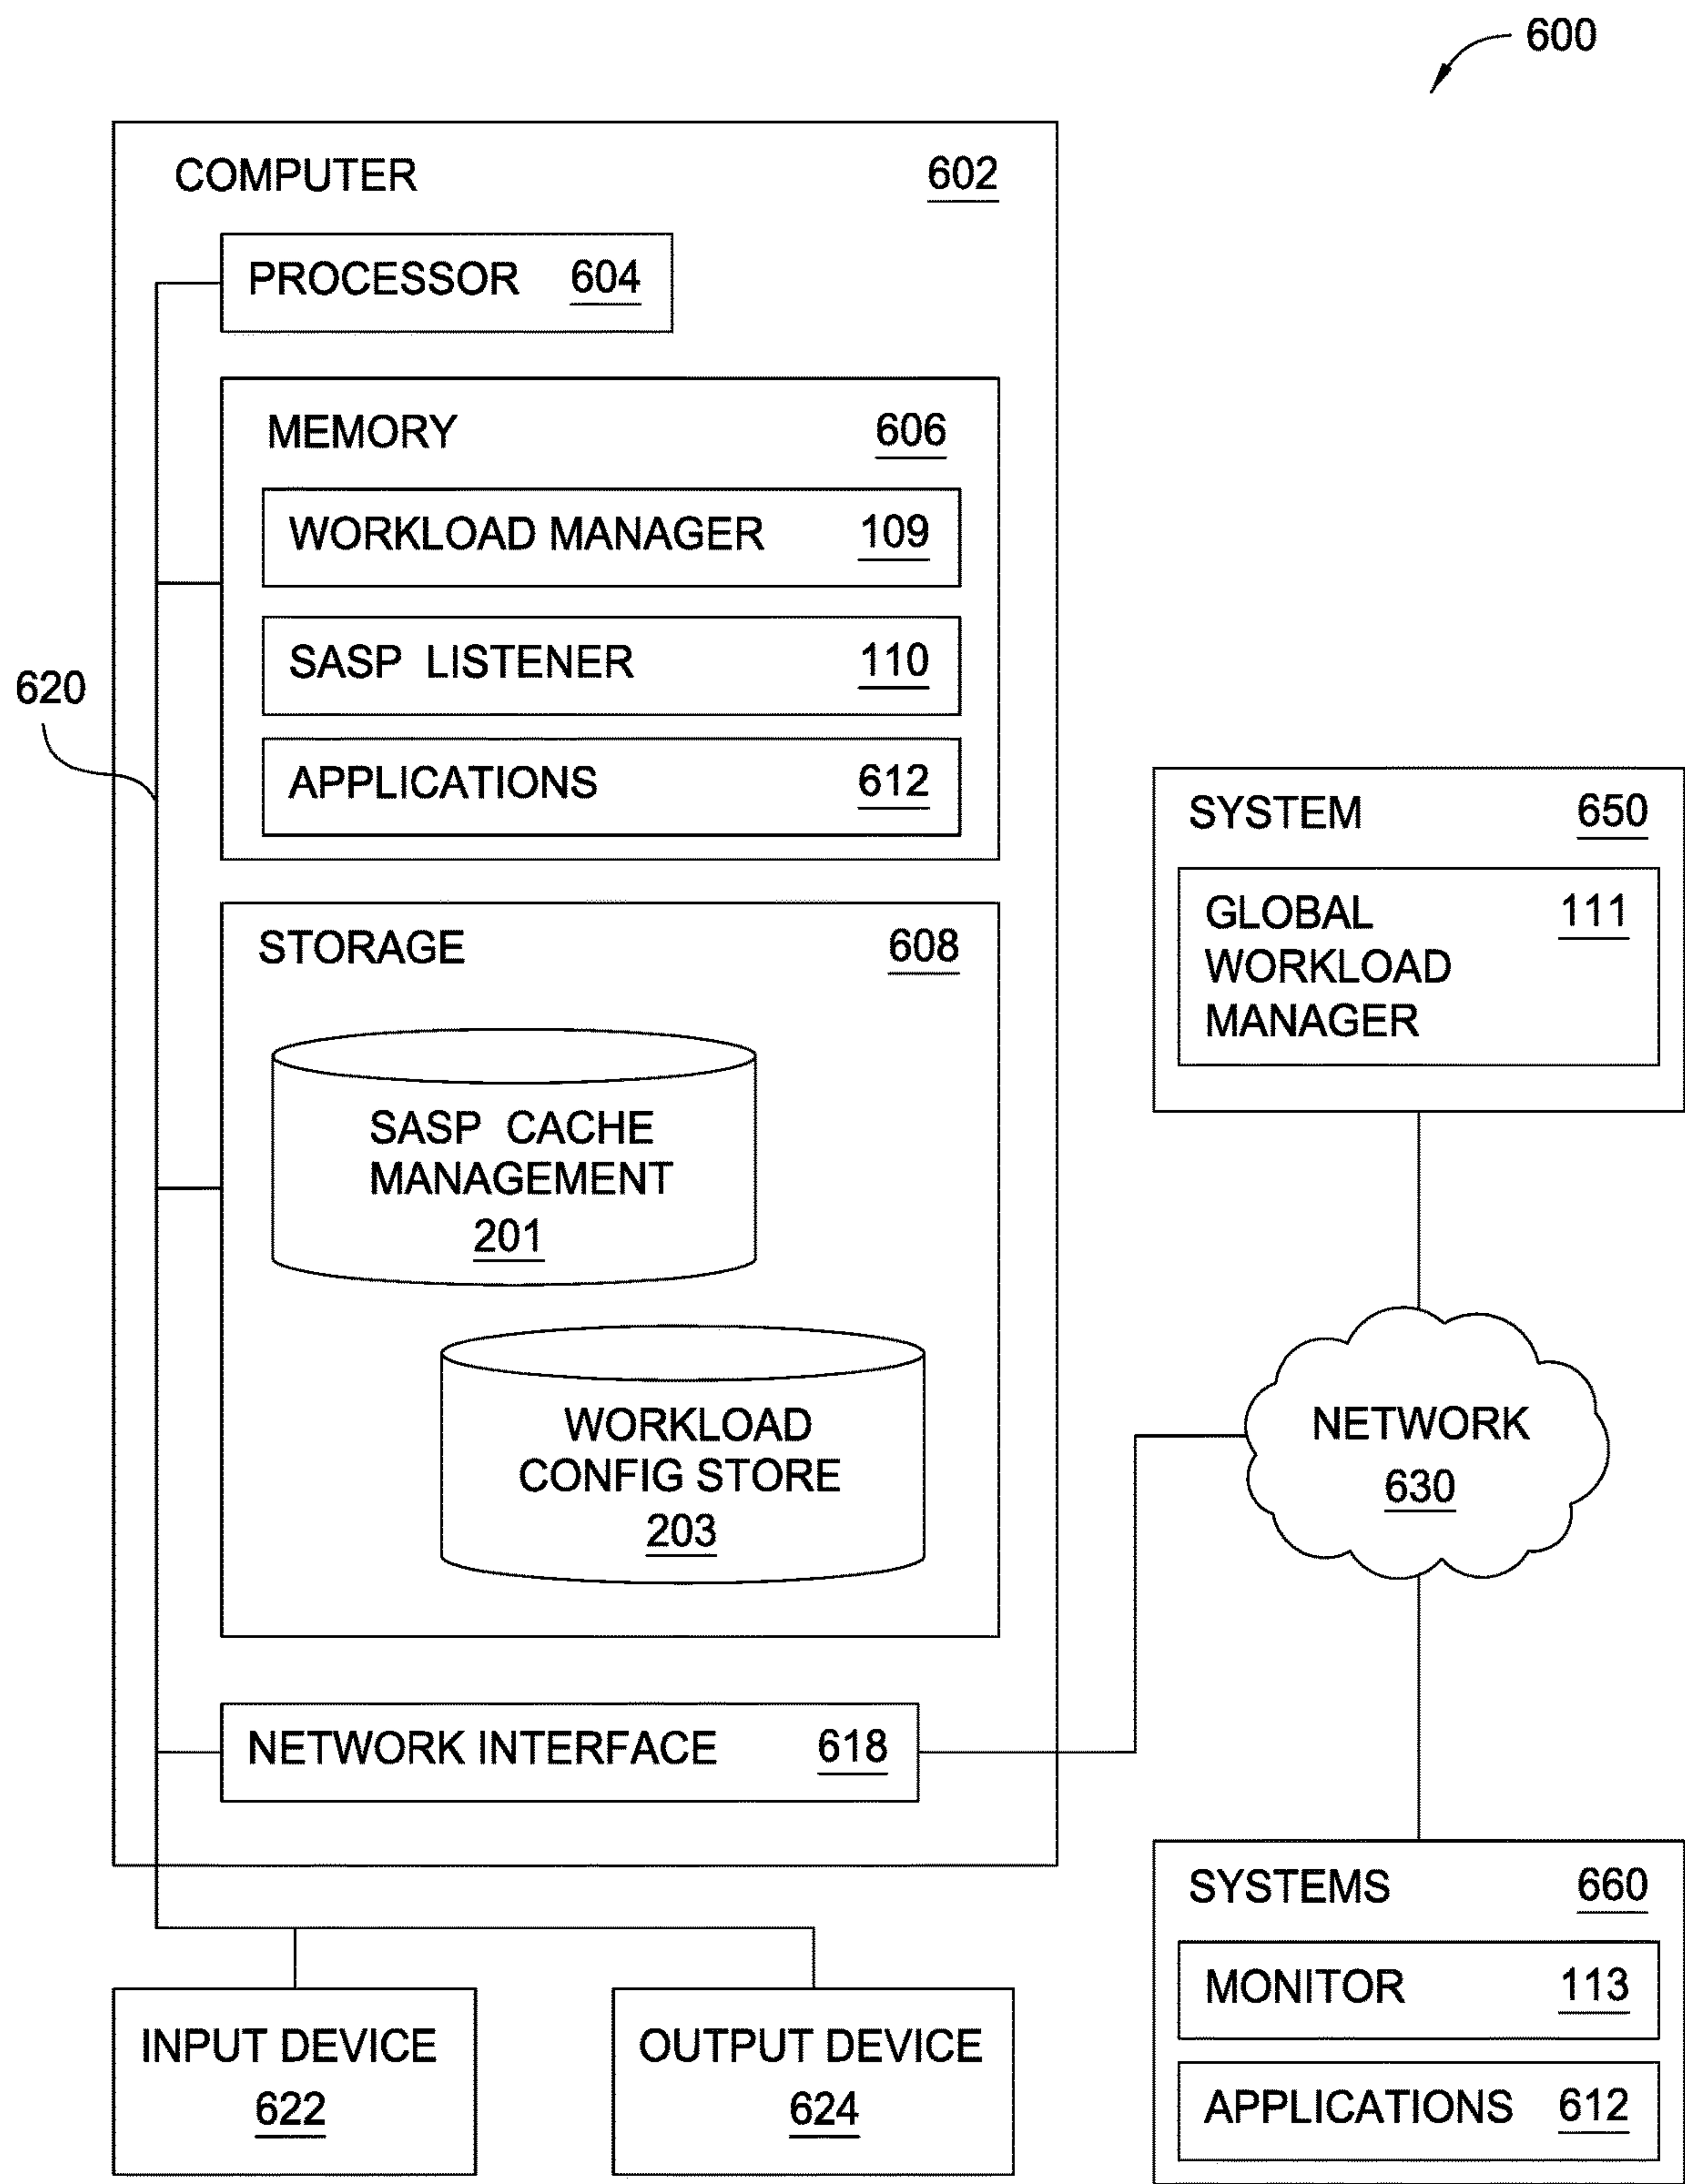 600
COMPUTER 602
PROCESSOR 604
MEMORY 606
WORKLOAD MANAGER 109
SASP LISTENER 110
620
APPLICATIONS 612
STORAGE 608
SASP CACHE
MANAGEMENT
201
WORKLOAD
CONFIG STORE
203
NETWORK INTERFACE 618
INPUT DEVICE
622
OUTPUT DEVICE
624
SYSTEM 650
GLOBAL 111
WORKLOAD
MANAGER
NETWORK
630
SYSTEMS 660
MONITOR 113
APPLICATIONS 612